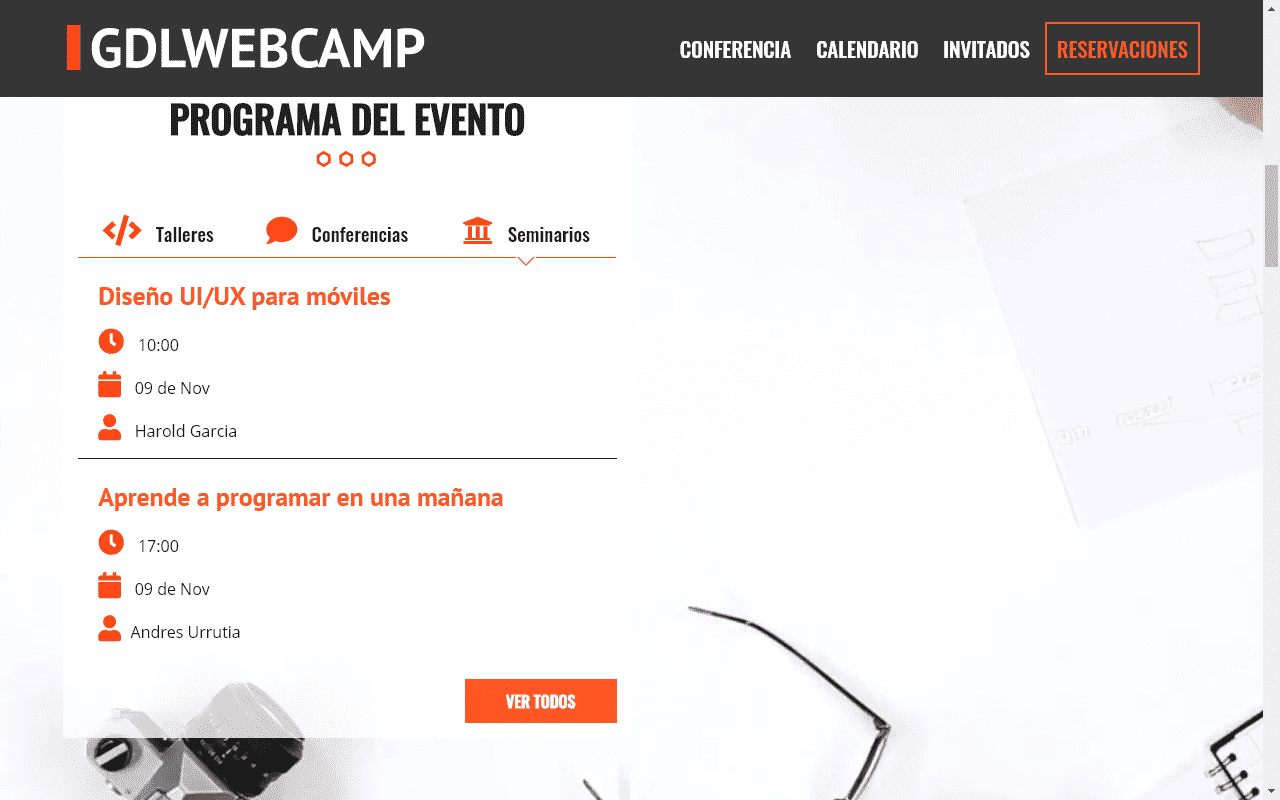 GDLWEBCAMP
CONFERENCIA CALENDARIO INVITADOS RESERVACIONES
PROGRAMA DEL EVENTO
Talleres Conferencias Seminarios
Diseño UI/UX para móviles
10:00
09 de Nov
Harold Garcia
Aprende a programar en una mañana
17:00
09 de Nov
Andres Urrutia
VER TODOS